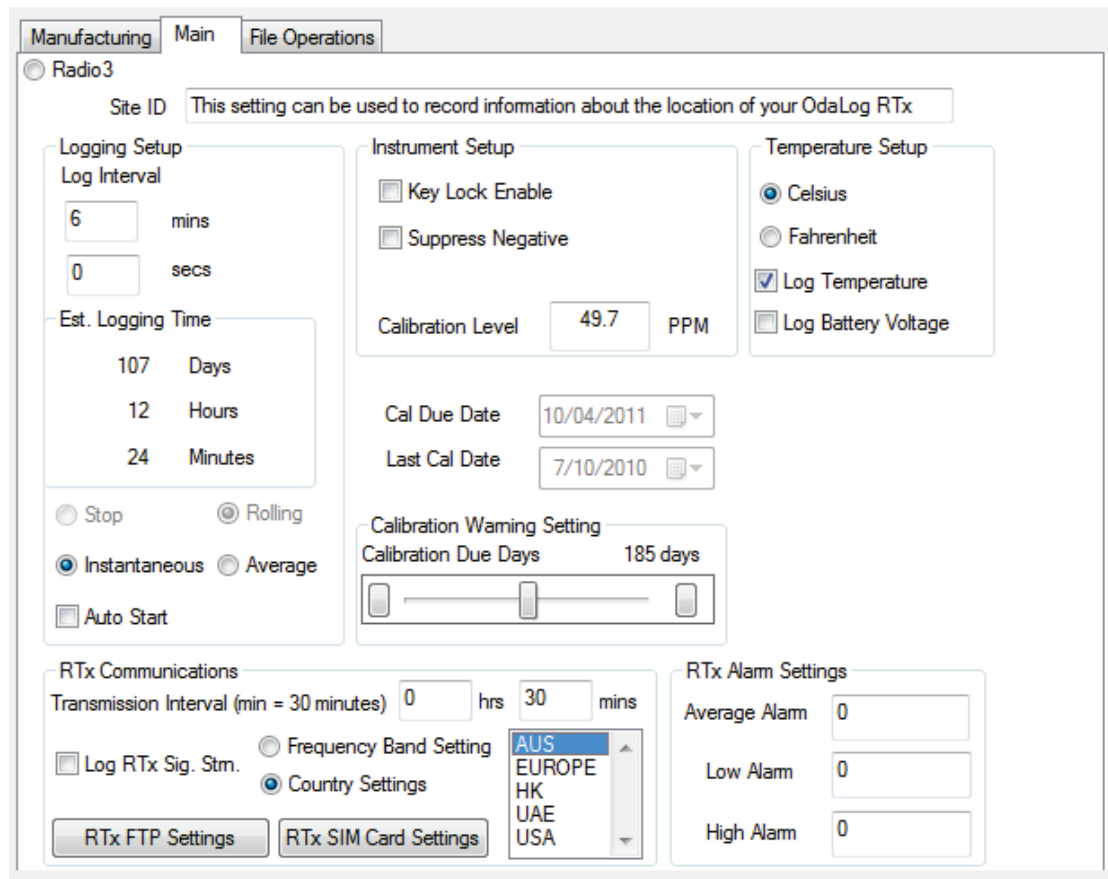 Manufacturing Main File Operations
Radio3
Site ID This setting can be used to record information about the location of your OdaLog RTx
Logging Setup
Log Interval
6 mins
0 secs
Est. Logging Time
107 Days
12 Hours
24 Minutes
Stop Rolling
Instantaneous Average
Auto Start
Instrument Setup
Key Lock Enable
Suppress Negative
Calibration Level 49.7 PPM
Temperature Setup
Celsius
Fahrenheit
Log Temperature
Log Battery Voltage
Cal Due Date 10/04/2011
Last Cal Date 7/10/2010
Calibration Warning Setting
Calibration Due Days 185 days
RTx Communications
Transmission Interval (min = 30 minutes) 0 hrs 30 mins
Log RTx Sig. Strn.
Frequency Band Setting
Country Settings
AUS
EUROPE
HK
UAE
USA
RTx FTP Settings RTx SIM Card Settings
RTx Alarm Settings
Average Alarm 0
Low Alarm 0
High Alarm 0